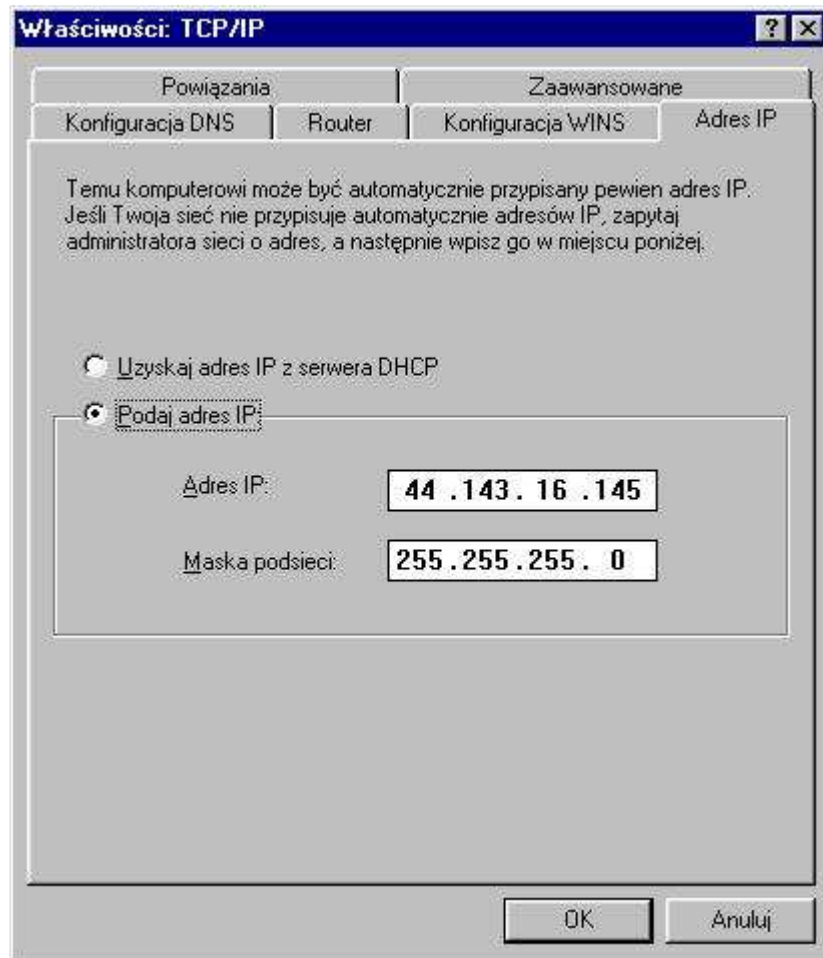 Właściwości: TCP/IP
Powiązania Zaawansowane
Konfiguracja DNS Router Konfiguracja WINS Adres IP
Temu komputerowi może być automatycznie przypisany pewien adres IP.
Jeśli Twoja sieć nie przypisuje automatycznie adresów IP, zapytaj
administratora sieci o adres, a następnie wpisz go w miejscu poniżej.
Uzyskaj adres IP z serwera DHCP
Podaj adres IP:
Adres IP: 44 .143. 16 .145
Maska podsieci: 255.255.255. 0
OK Anuluj